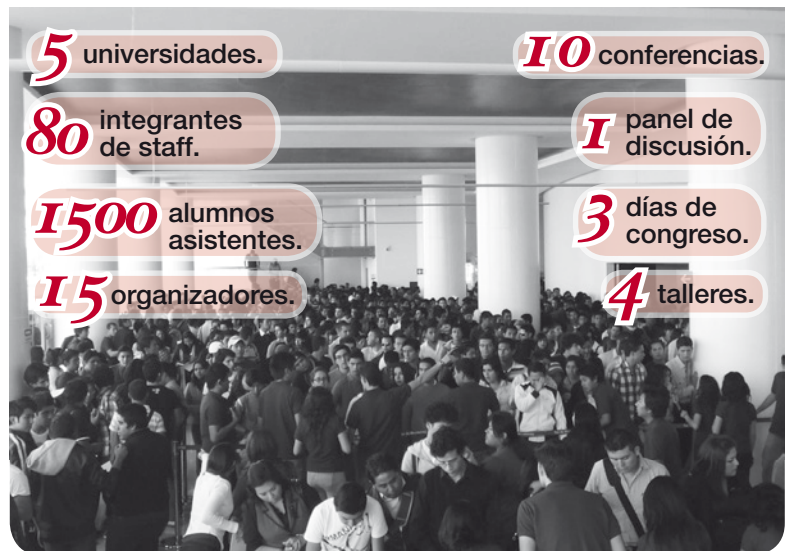 5 universidades.
80 integrantes
de staff.
1500 alumnos
asistentes.
15 organizadores.
10 conferencias.
1 panel de
discusión.
3 días de
congreso.
4 talleres.